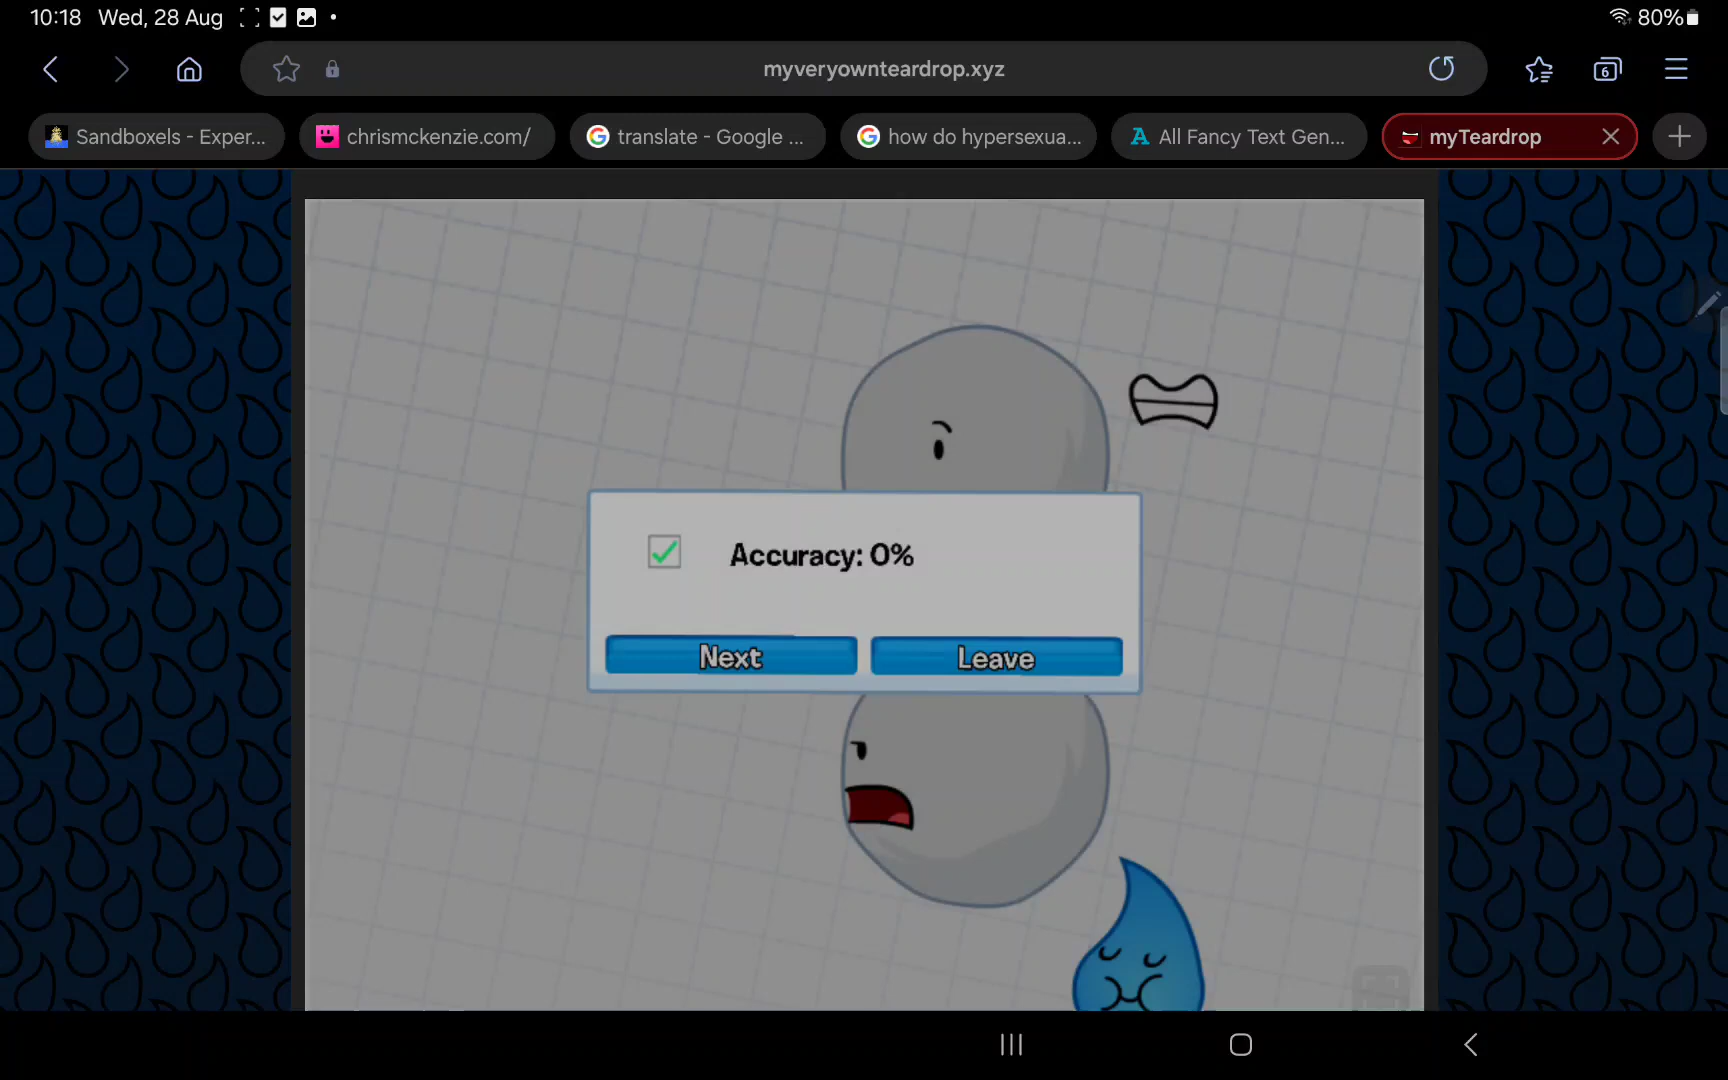 10:18 Wed, 28 Aug 80%
myveryownteardrop.xyz 6
Sandboxels - Exper... chrismckenzie.com/ translate - Google ... how do hypersexua... All Fancy Text Gen... myTeardrop
Accuracy: 0%
Next Leave